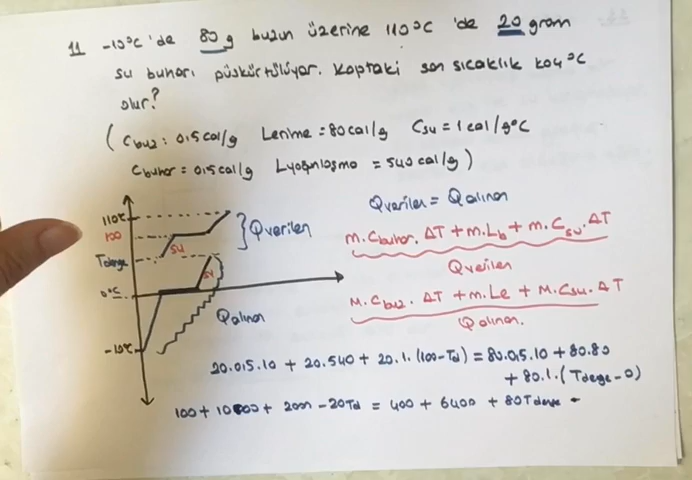 11 -10°C'de 80 g buzun üzerine 110°C 'de 20 gram
su buharı püskürtülüyor. Kaptaki son sıcaklık kaç °C
olur?
( Cbuz: 0,5 cal/g Lerime = 80 cal/g Csu = 1 cal/g°C
Cbuhar = 0,5 cal/g Lyoğunlaşma = 540 cal/g )
Qverilen = Qalınan
110°C
100
Tdenge
0°C
-10°C
su
su
Qverilen
Qalınan
m.Cbuhar.ΔT + m.Lb + m.Csu.ΔT
Qverilen
m.Cbuz.ΔT + m.Le + m.Csu.ΔT
Qalınan.
20.0,5.10 + 20.540 + 20.1.(100-Td) = 80.0,5.10 + 80.80
+ 80.1.(Tdenge-0)
100 + 10800 + 2000 - 20Td = 400 + 6400 + 80Tdenge